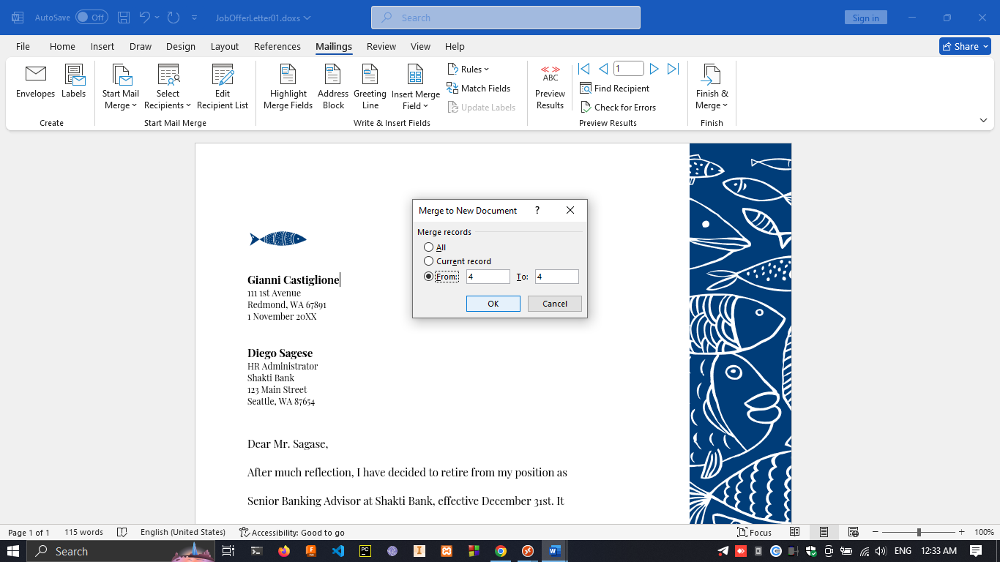 AutoSave Off JobOfferLetter01.doxs Search Sign in
File Home Insert Draw Design Layout References Mailings Review View Help Share
Envelopes Labels
Create
Start Mail Merge Select Recipients Edit Recipient List
Start Mail Merge
Highlight Merge Fields Address Block Greeting Line Insert Merge Field
Rules
Match Fields
Update Labels
Write & Insert Fields
ABC
Preview Results
1
Find Recipient
Check for Errors
Preview Results
Finish & Merge
Finish
Merge to New Document ?
Merge records
All
Current record
From: 4 To: 4
OK Cancel
Gianni Castiglione
111 1st Avenue
Redmond, WA 67891
1 November 20XX
Diego Sagese
HR Administrator
Shakti Bank
123 Main Street
Seattle, WA 87654
Dear Mr. Sagase,
After much reflection, I have decided to retire from my position as
Senior Banking Advisor at Shakti Bank, effective December 31st. It
Page 1 of 1 115 words English (United States) Accessibility: Good to go Focus 100%
Search ENG 12:33 AM